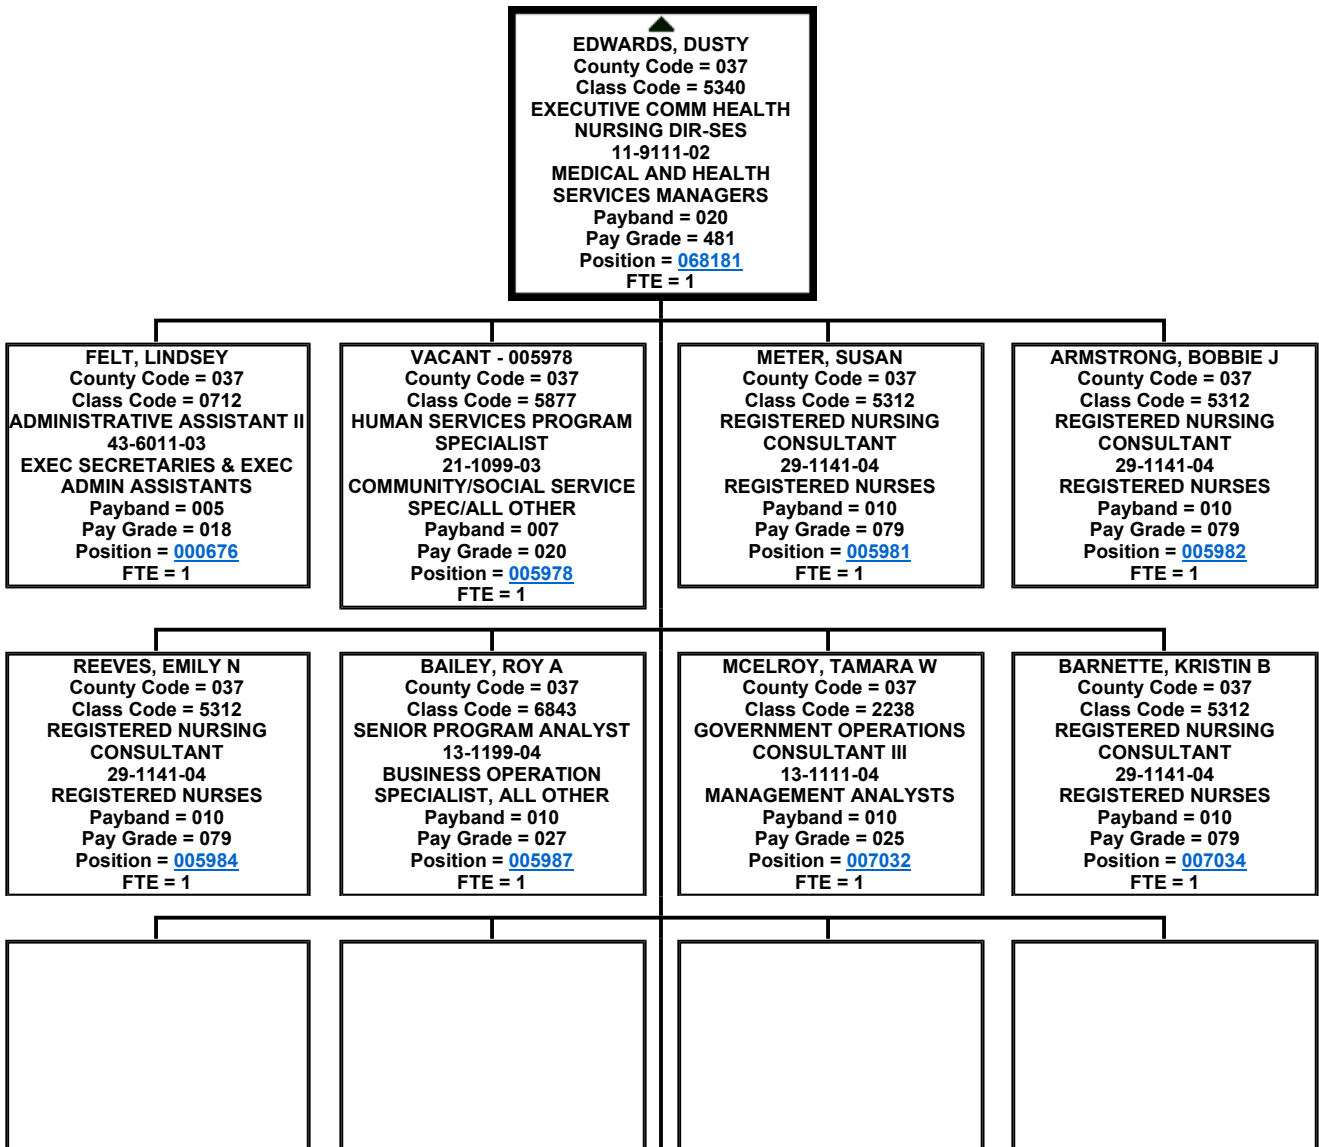 EDWARDS, DUSTY
County Code = 037
Class Code = 5340
EXECUTIVE COMM HEALTH
NURSING DIR-SES
11-9111-02
MEDICAL AND HEALTH
SERVICES MANAGERS
Payband = 020
Pay Grade = 481
Position = 068181
FTE = 1
FELT, LINDSEY
County Code = 037
Class Code = 0712
ADMINISTRATIVE ASSISTANT II
43-6011-03
EXEC SECRETARIES & EXEC
ADMIN ASSISTANTS
Payband = 005
Pay Grade = 018
Position = 000676
FTE = 1
VACANT - 005978
County Code = 037
Class Code = 5877
HUMAN SERVICES PROGRAM
SPECIALIST
21-1099-03
COMMUNITY/SOCIAL SERVICE
SPEC/ALL OTHER
Payband = 007
Pay Grade = 020
Position = 005978
FTE = 1
METER, SUSAN
County Code = 037
Class Code = 5312
REGISTERED NURSING
CONSULTANT
29-1141-04
REGISTERED NURSES
Payband = 010
Pay Grade = 079
Position = 005981
FTE = 1
ARMSTRONG, BOBBIE J
County Code = 037
Class Code = 5312
REGISTERED NURSING
CONSULTANT
29-1141-04
REGISTERED NURSES
Payband = 010
Pay Grade = 079
Position = 005982
FTE = 1
REEVES, EMILY N
County Code = 037
Class Code = 5312
REGISTERED NURSING
CONSULTANT
29-1141-04
REGISTERED NURSES
Payband = 010
Pay Grade = 079
Position = 005984
FTE = 1
BAILEY, ROY A
County Code = 037
Class Code = 6843
SENIOR PROGRAM ANALYST
13-1199-04
BUSINESS OPERATION
SPECIALIST, ALL OTHER
Payband = 010
Pay Grade = 027
Position = 005987
FTE = 1
MCELROY, TAMARA W
County Code = 037
Class Code = 2238
GOVERNMENT OPERATIONS
CONSULTANT III
13-1111-04
MANAGEMENT ANALYSTS
Payband = 010
Pay Grade = 025
Position = 007032
FTE = 1
BARNETTE, KRISTIN B
County Code = 037
Class Code = 5312
REGISTERED NURSING
CONSULTANT
29-1141-04
REGISTERED NURSES
Payband = 010
Pay Grade = 079
Position = 007034
FTE = 1